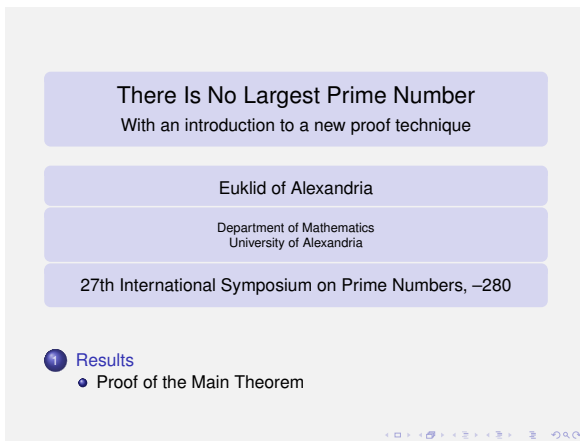 There Is No Largest Prime Number
With an introduction to a new proof technique
Euklid of Alexandria
Department of Mathematics
University of Alexandria
27th International Symposium on Prime Numbers, –280
1 Results
Proof of the Main Theorem